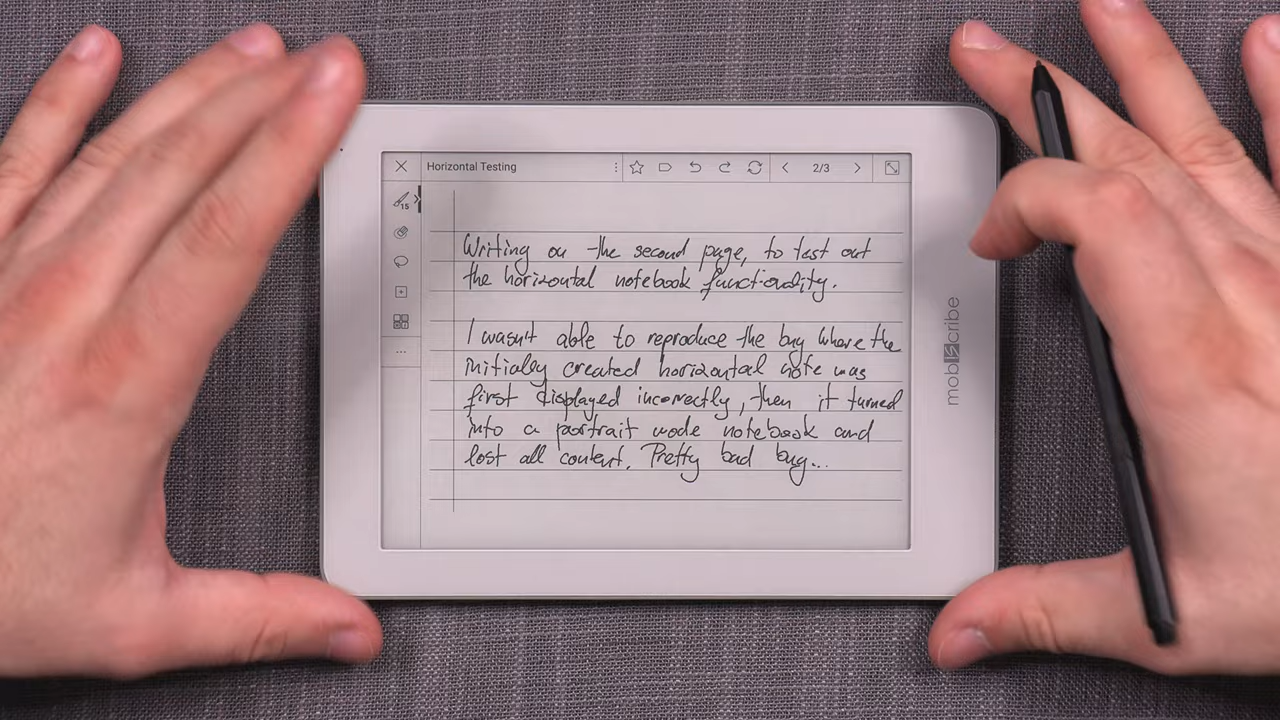 Horizontal Testing
2/3
15
Writing on the second page, to test out
the horizontal notebook functionality.
I wasn't able to reproduce the bug where the
initially created horizontal note was
first displayed incorrectly, then it turned
into a portrait mode notebook and
lost all content. Pretty bad bug...
mobiscribe